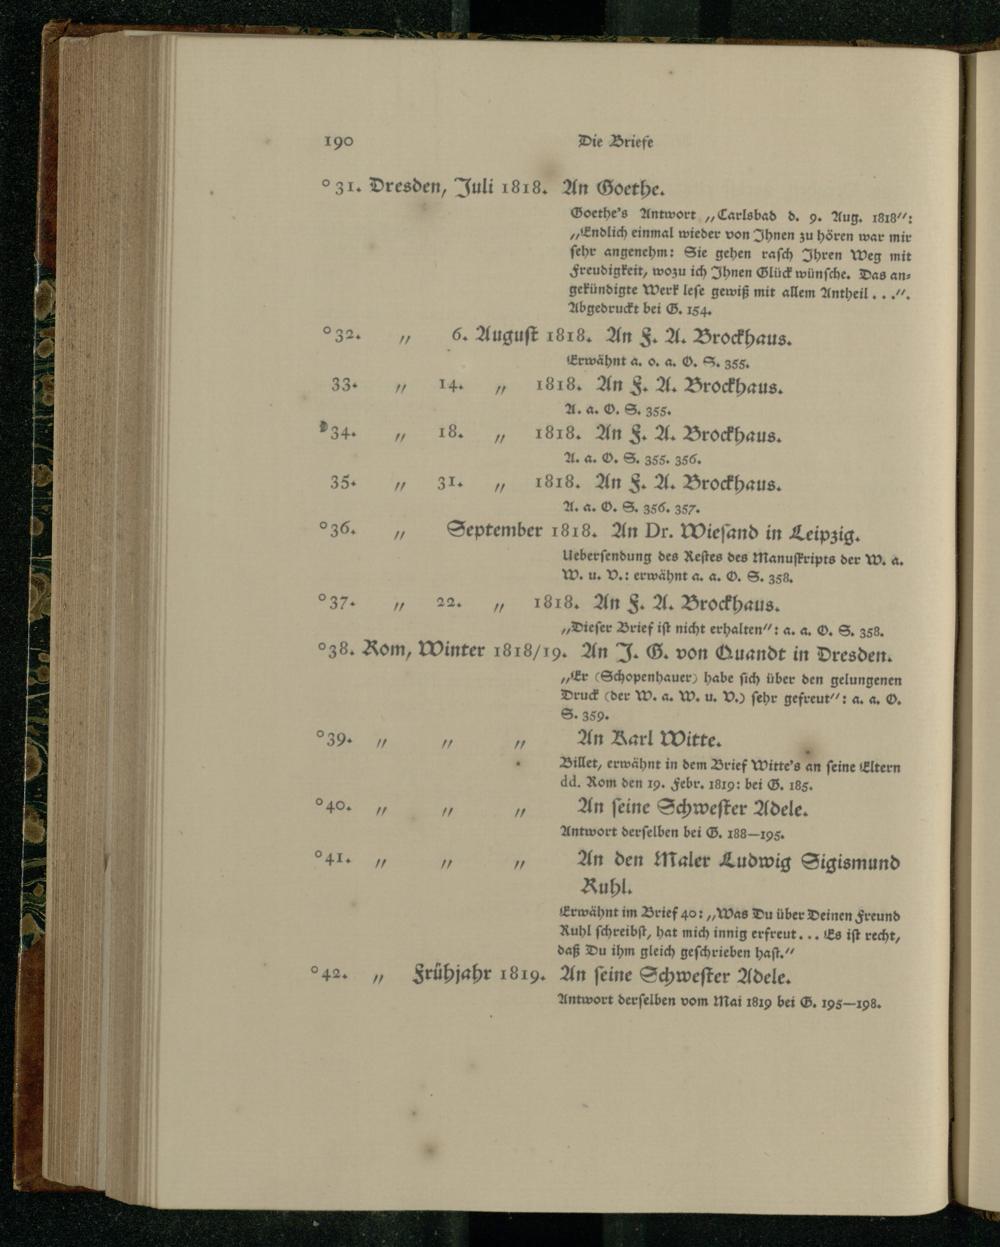 190 Die Briefe
°31. Dresden, Juli 1818. An Goethe.
Goethe's Antwort „Carlsbad d. 9. Aug. 1818“:
„Endlich einmal wieder von Ihnen zu hören war mir
sehr angenehm: Sie gehen rasch Ihren Weg mit
Freudigkeit, wozu ich Ihnen Glück wünsche. Das an-
gekündigte Werk lese gewiß mit allem Antheil...“.
Abgedruckt bei G. 154.
°32. „ 6. August 1818. An F. A. Brockhaus.
Erwähnt a. o. a. O. S. 355.
33. „ 14. „ 1818. An F. A. Brockhaus.
A. a. O. S. 355.
34. „ 18. „ 1818. An F. A. Brockhaus.
A. a. O. S. 355. 356.
35. „ 31. „ 1818. An F. A. Brockhaus.
A. a. O. S. 356. 357.
°36. „ September 1818. An Dr. Wiesand in Leipzig.
Uebersendung des Restes des Manuskripts der W. a.
W. u. V.: erwähnt a. a. O. S. 358.
°37. „ 22. „ 1818. An F. A. Brockhaus.
„Dieser Brief ist nicht erhalten“: a. a. O. S. 358.
°38. Rom, Winter 1818/19. An J. G. von Quandt in Dresden.
„Er (Schopenhauer) habe sich über den gelungenen
Druck (der W. a. W. u. V.) sehr gefreut“: a. a. O.
S. 359.
°39. „ „ „ An Karl Witte.
Billet, erwähnt in dem Brief Witte's an seine Eltern
dd. Rom den 19. Febr. 1819: bei G. 185.
°40. „ „ „ An seine Schwester Adele.
Antwort derselben bei G. 188—195.
°41. „ „ „ An den Maler Ludwig Sigismund
Ruhl.
Erwähnt im Brief 40: „Was Du über Deinen Freund
Ruhl schreibst, hat mich innig erfreut... Es ist recht,
daß Du ihm gleich geschrieben hast.“
°42. „ Frühjahr 1819. An seine Schwester Adele.
Antwort derselben vom Mai 1819 bei G. 195—198.